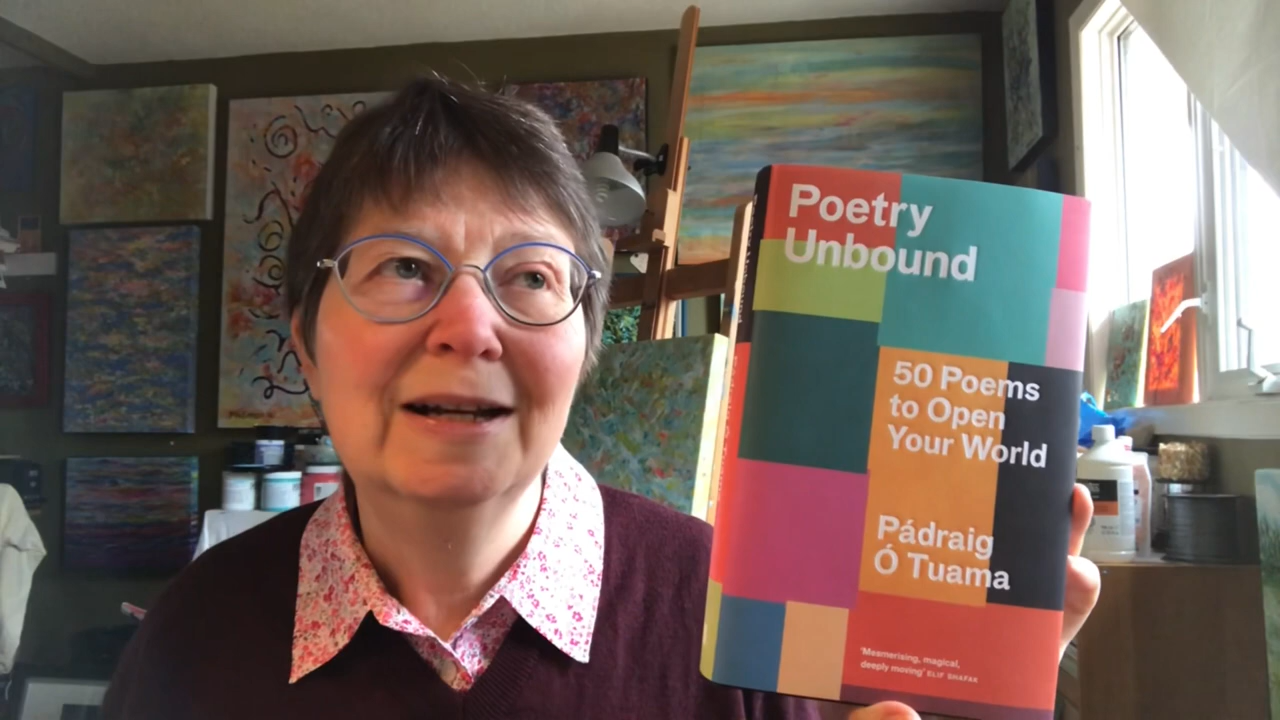 Poetry
Unbound
50 Poems
to Open
Your World
Pádraig
Ó Tuama
‘Mesmerising, magical,
deeply moving’ ELIF SHAFAK